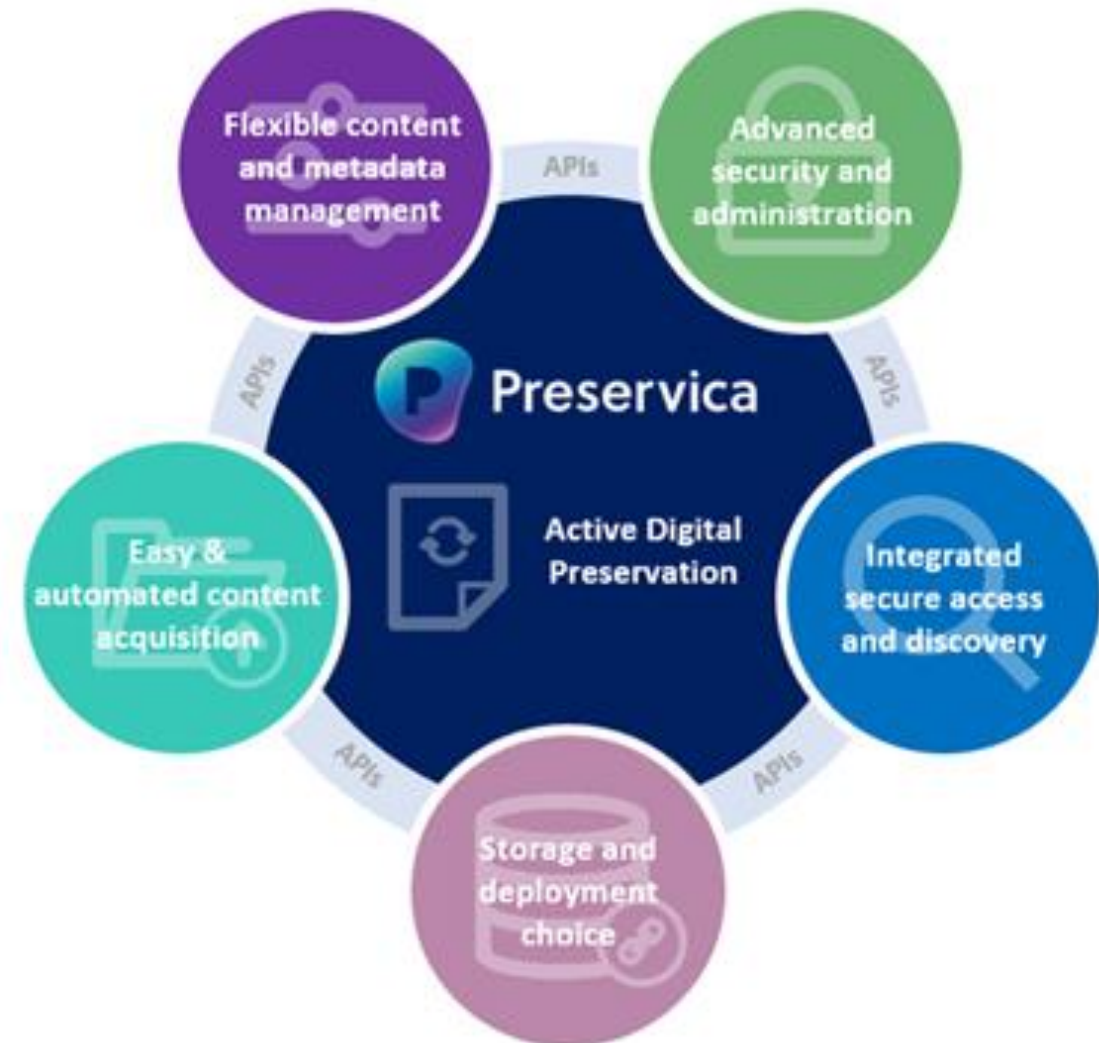 Flexible content
and metadata
management
APIs
Advanced
security and
administration
APIs
APIs
Preservica
Active Digital
Preservation
Easy &
automated content
acquisition
Integrated
secure access
and discovery
APIs
APIs
Storage and
deployment
choice